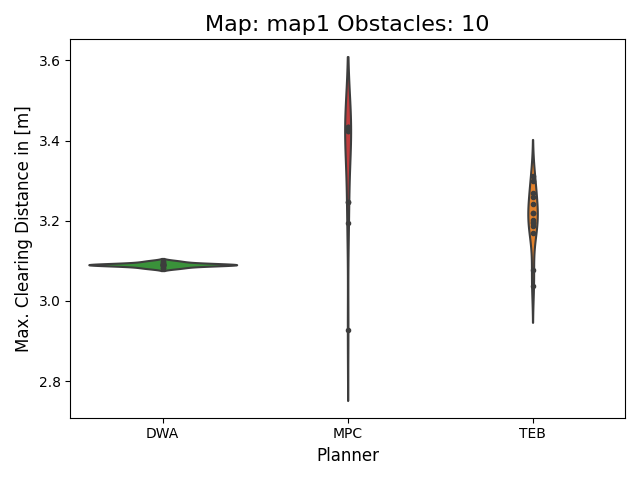 Map: map1 Obstacles: 10
3.6
3.4
3.2
3.0
2.8
Max. Clearing Distance in [m]
DWA MPC TEB
Planner